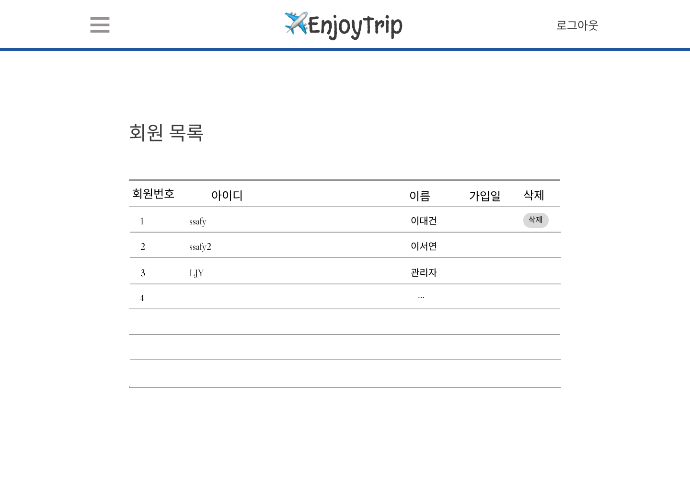 EnjoyTrip
로그아웃
회원 목록
회원번호 아이디 이름 가입일 삭제
1 ssafy 이대건 삭제
2 ssafy2 이서연
3 LJY 관리자
4 ...